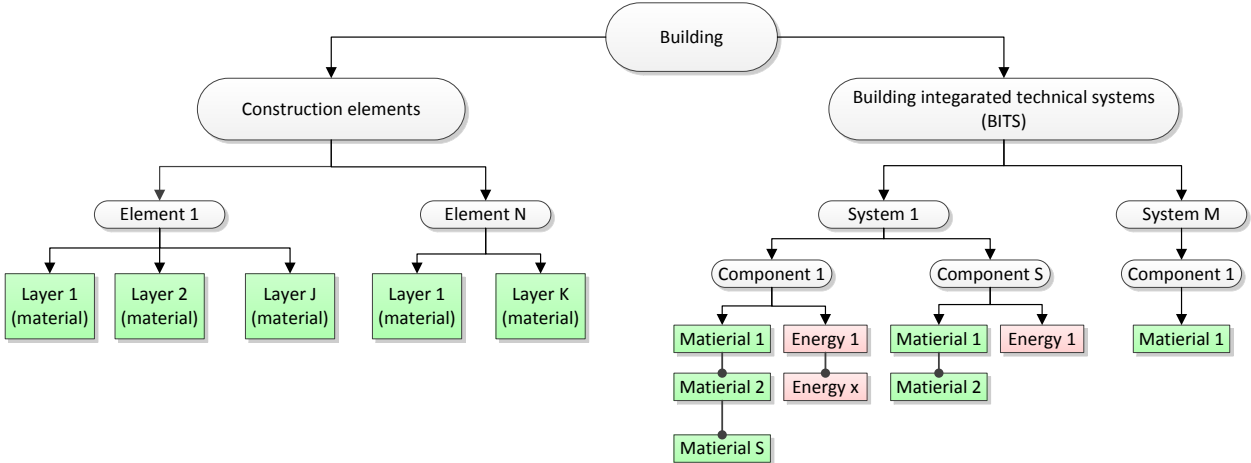 Building
Construction elements
Building integarated technical systems
(BITS)
Element 1
Element N
System 1
System M
Layer 1
(material)
Layer 2
(material)
Layer J
(material)
Layer 1
(material)
Layer K
(material)
Component 1
Component S
Component 1
Matierial 1
Energy 1
Matierial 1
Energy 1
Matierial 1
Matierial 2
Energy x
Matierial 2
Matierial S